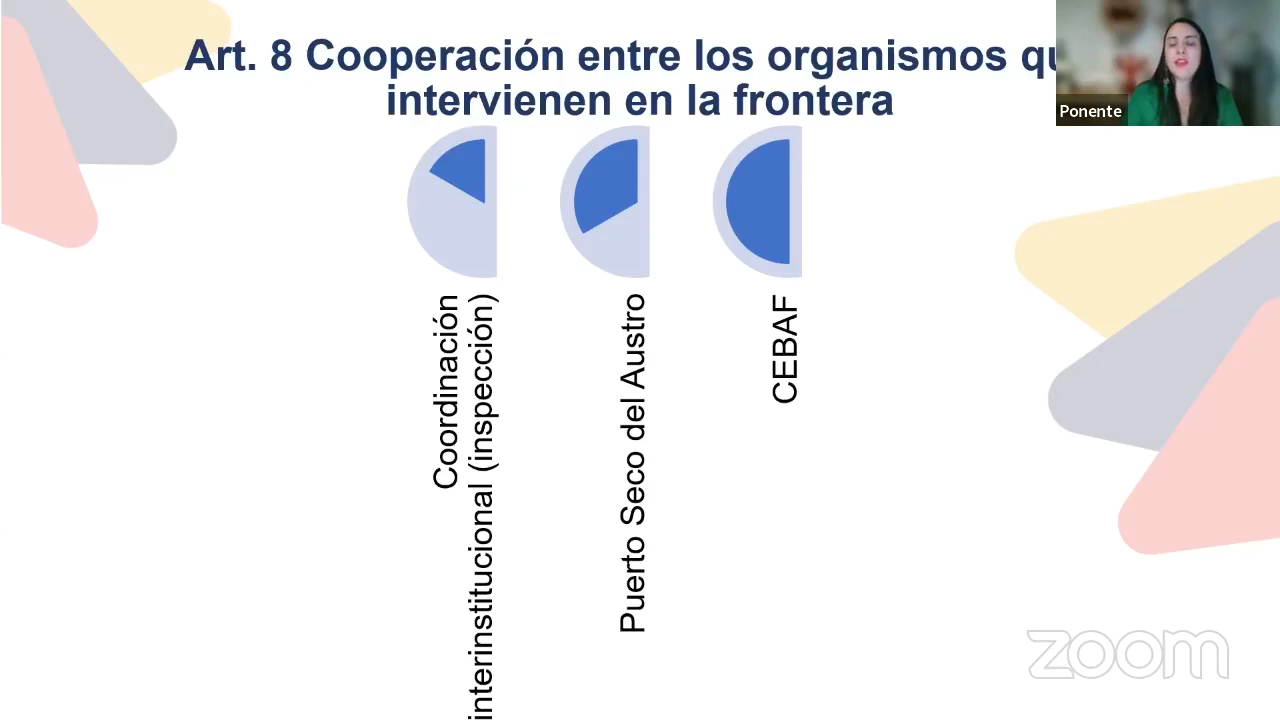 Art. 8 Cooperación entre los organismos qu
intervienen en la frontera
Ponente
Coordinación
interinstitucional (inspección)
Puerto Seco del Austro
CEBAF
zoom